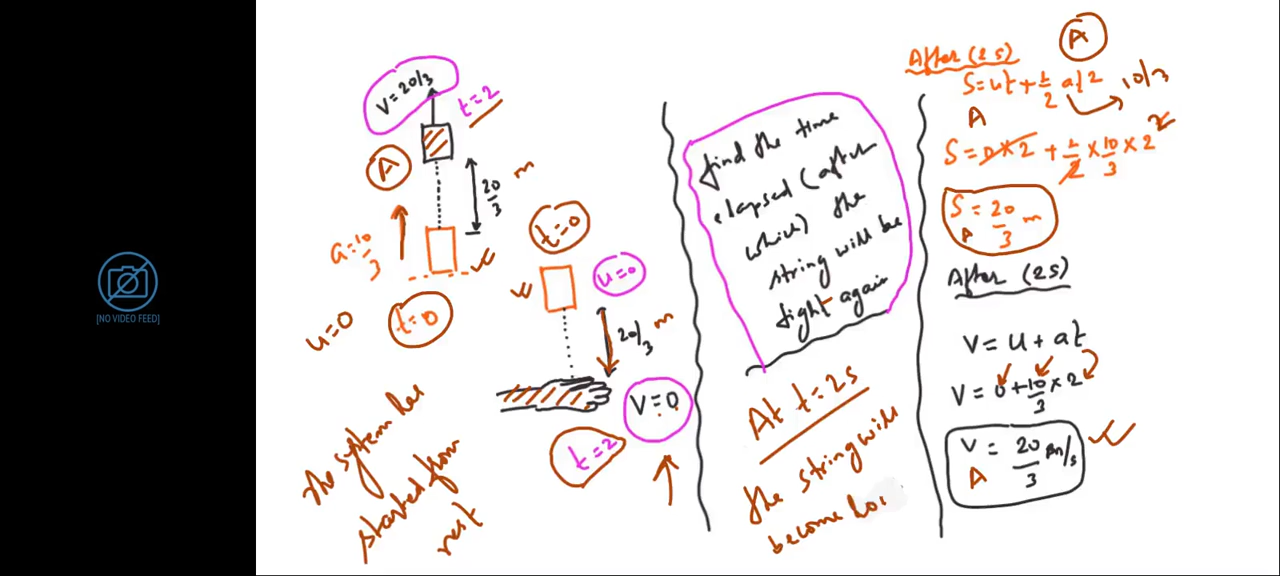 [NO VIDEO FEED]
V = 20/3
t = 2
A
20/3 m
a = 10/3
u = 0
t = 0
The system has
started from
rest
t = 0
u = 0
20/3 m
V = 0
t = 2
find the time
elapsed (after
which) the
string will be
tight again
At t = 2s
the string will
become loo
A
After (2s)
S = ut + 1/2 at2
10/3
A
S = 0×2 + 1/2 × 10/3 × 2²
S = 20/3 m
A
After (2s)
V = u + at
V = 0 + 10/3 × 2
V = 20/3 m/s
A